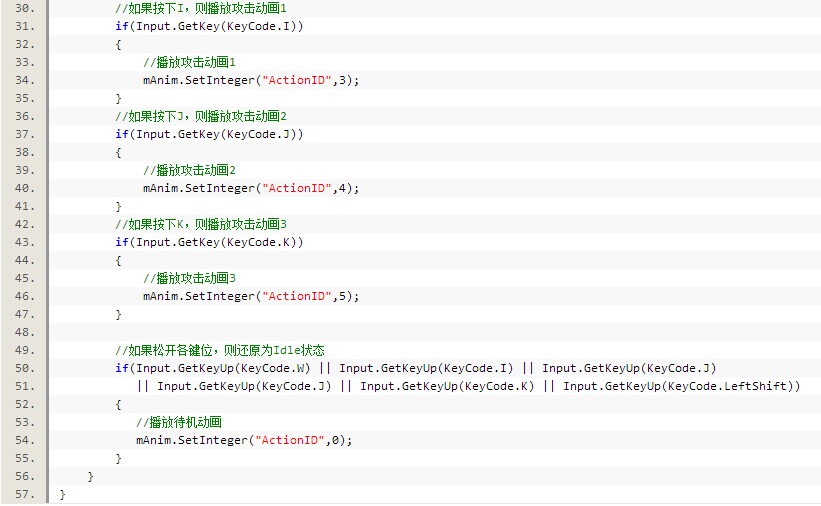 30. //如果按下I，则播放攻击动画1
31. if(Input.GetKey(KeyCode.I))
32. {
33. //播放攻击动画1
34. mAnim.SetInteger("ActionID",3);
35. }
36. //如果按下J，则播放攻击动画2
37. if(Input.GetKey(KeyCode.J))
38. {
39. //播放攻击动画2
40. mAnim.SetInteger("ActionID",4);
41. }
42. //如果按下K，则播放攻击动画3
43. if(Input.GetKey(KeyCode.K))
44. {
45. //播放攻击动画3
46. mAnim.SetInteger("ActionID",5);
47. }
48.
49. //如果松开各键位，则还原为Idle状态
50. if(Input.GetKeyUp(KeyCode.W) || Input.GetKeyUp(KeyCode.I) || Input.GetKeyUp(KeyCode.J)
51. || Input.GetKeyUp(KeyCode.J) || Input.GetKeyUp(KeyCode.K) || Input.GetKeyUp(KeyCode.LeftShift))
52. {
53. //播放待机动画
54. mAnim.SetInteger("ActionID",0);
55. }
56. }
57. }